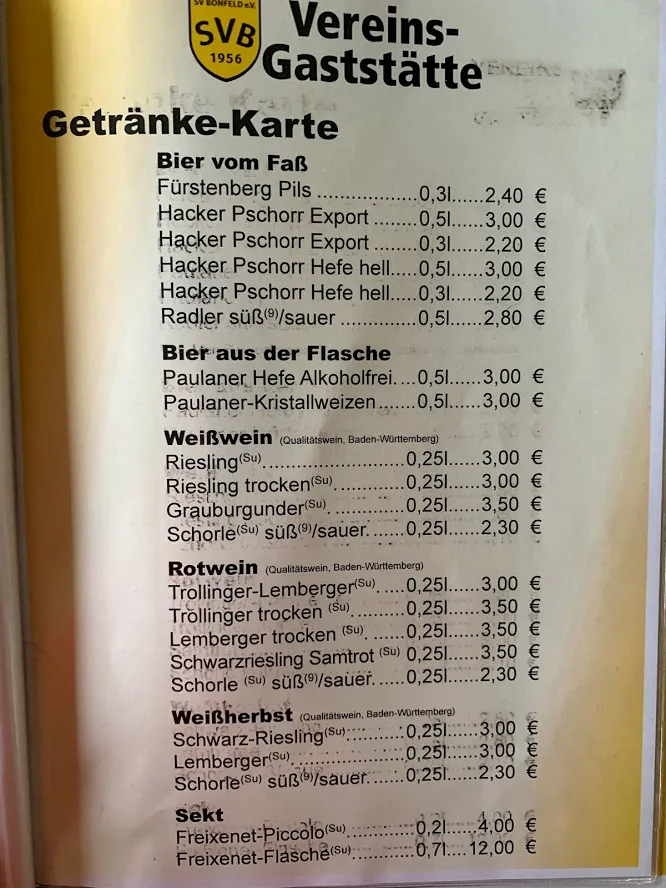 SV BONFELD e.V.
SVB
1956
Vereins-
Gaststätte
Getränke-Karte
Bier vom Faß
Fürstenberg Pils ..................0,3l......2,40 €
Hacker Pschorr Export .........0,5l......3,00 €
Hacker Pschorr Export .........0,3l......2,20 €
Hacker Pschorr Hefe hell.....0,5l......3,00 €
Hacker Pschorr Hefe hell.....0,3l......2,20 €
Radler süß(9)/sauer ..............0,5l......2,80 €
Bier aus der Flasche
Paulaner Hefe Alkoholfrei....0,5l......3,00 €
Paulaner-Kristallweizen.......0,5l......3,00 €
Weißwein (Qualitätswein, Baden-Württemberg)
Riesling(Su).........................0,25l......3,00 €
Riesling trocken(Su).............0,25l......3,00 €
Grauburgunder(Su). .............0,25l......3,50 €
Schorle(Su) süß(9)/sauer.......0,25l......2,30 €
Rotwein (Qualitätswein, Baden-Württemberg)
Trollinger-Lemberger(Su). ....0,25l......3,00 €
Trollinger trocken (Su)..........0,25l......3,50 €
Lemberger trocken (Su). ......0,25l......3,50 €
Schwarzriesling Samtrot (Su) 0,25l......3,50 €
Schorle (Su) süß(9)/sauer......0,25l......2,30 €
Weißherbst (Qualitätswein, Baden-Württemberg)
Schwarz-Riesling(Su)...........0,25l......3,00 €
Lemberger(Su). ...................0,25l......3,00 €
Schorle(Su) süß(9)/sauer. .....0,25l......2,30 €
Sekt
Freixenet-Piccolo(Su)............0,2l......4,00 €
Freixenet-Flasche(Su)...........0,7l....12,00 €